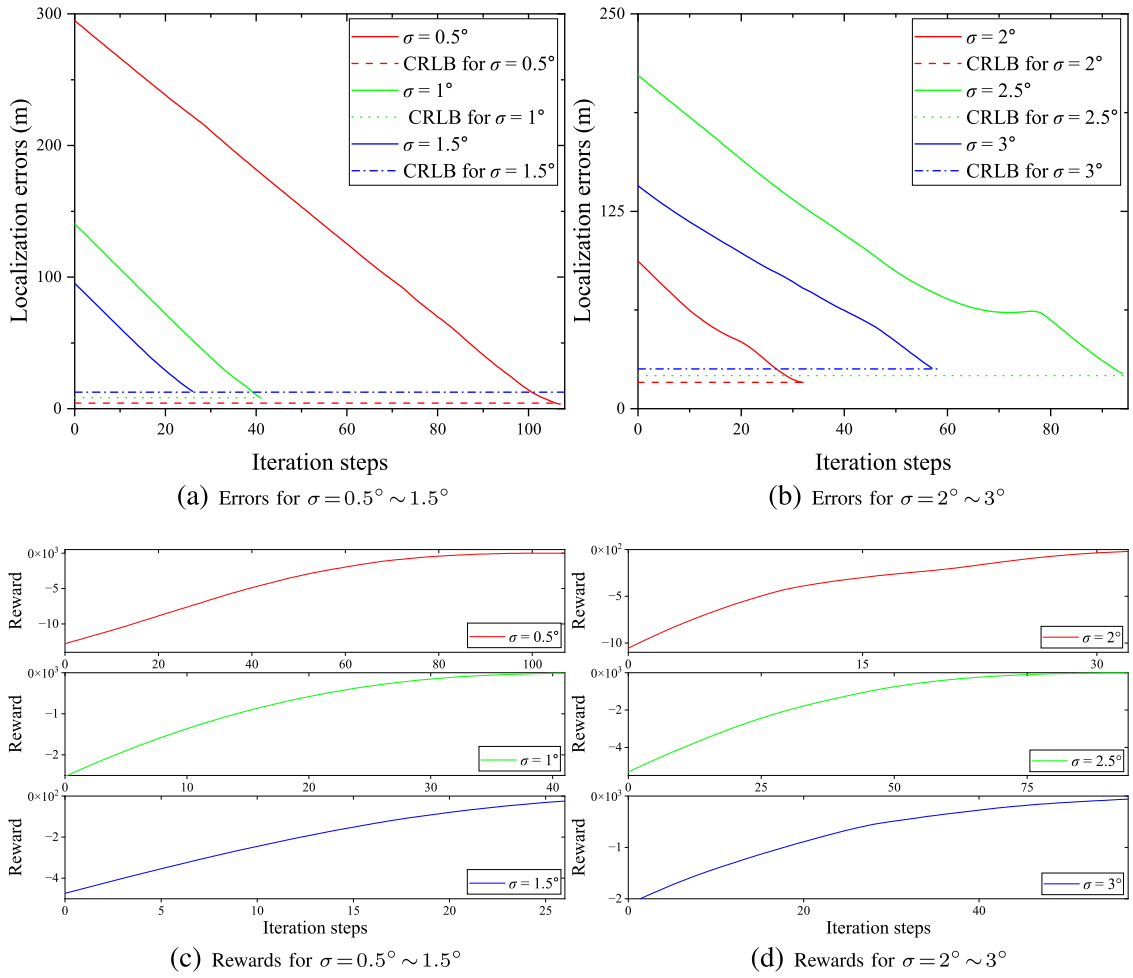 300
200
100
0
Localization errors (m)
σ = 0.5°
CRLB for σ = 0.5°
σ = 1°
CRLB for σ = 1°
σ = 1.5°
CRLB for σ = 1.5°
0 20 40 60 80 100
Iteration steps
(a) Errors for σ=0.5° ∼ 1.5°
250
125
0
Localization errors (m)
σ = 2°
CRLB for σ = 2°
σ = 2.5°
CRLB for σ = 2.5°
σ = 3°
CRLB for σ = 3°
0 20 40 60 80
Iteration steps
(b) Errors for σ=2° ∼ 3°
0×10³
−5
−10
Reward
σ = 0.5°
0 20 40 60 80 100
0×10³
−1
−2
Reward
σ = 1°
0 10 20 30 40
0×10²
−2
−4
Reward
σ = 1.5°
0 5 10 15 20 25
Iteration steps
(c) Rewards for σ=0.5° ∼ 1.5°
0×10²
−5
−10
Reward
σ = 2°
0 15 30
0×10³
−2
−4
Reward
σ = 2.5°
0 25 50 75
0×10³
−1
−2
Reward
σ = 3°
0 20 40
Iteration steps
(d) Rewards for σ=2° ∼ 3°